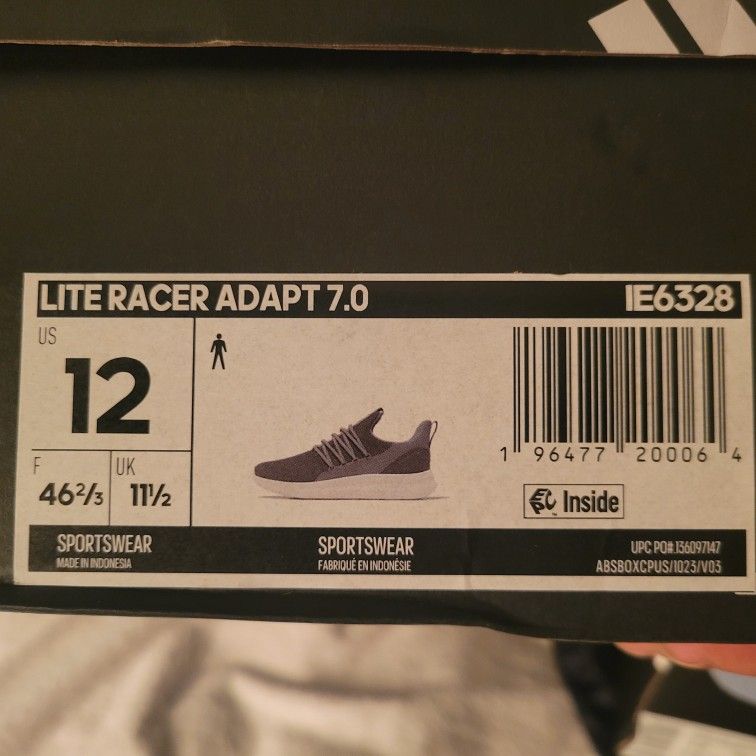 LITE RACER ADAPT 7.0
IE6328
US
12
F
46⅔
UK
11½
1 96477 20006 4
EPC™ Inside
SPORTSWEAR
MADE IN INDONESIA
SPORTSWEAR
FABRIQUÉ EN INDONÉSIE
UPC PO#.136097147
ABSBOXCPUS/1023/V03